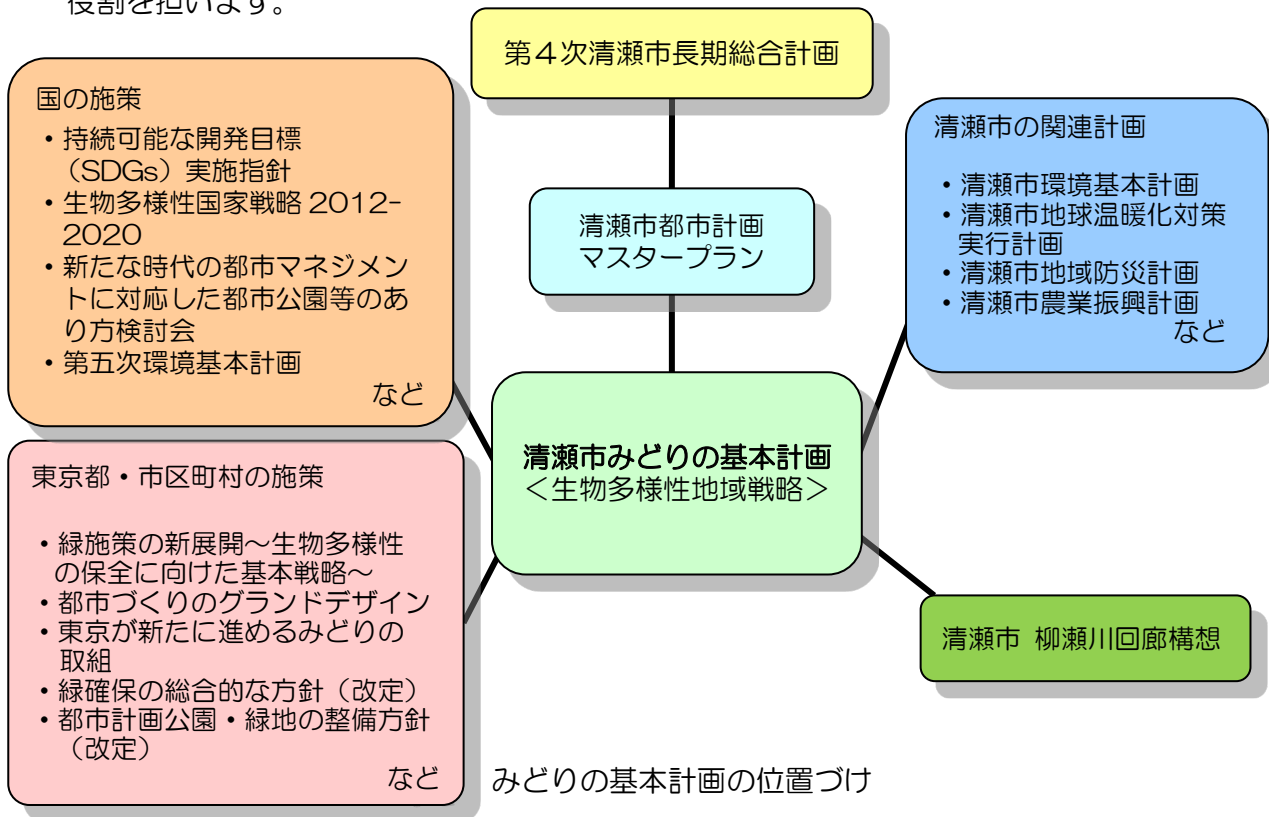 役割を担います。
第４次清瀬市長期総合計画
国の施策
・持続可能な開発目標
（SDGs）実施指針
・生物多様性国家戦略 2012-
2020
・新たな時代の都市マネジメン
トに対応した都市公園等のあ
り方検討会
・第五次環境基本計画
など
清瀬市都市計画
マスタープラン
清瀬市の関連計画
・清瀬市環境基本計画
・清瀬市地球温暖化対策
実行計画
・清瀬市地域防災計画
・清瀬市農業振興計画
など
清瀬市みどりの基本計画
＜生物多様性地域戦略＞
東京都・市区町村の施策
・緑施策の新展開～生物多様性
の保全に向けた基本戦略～
・都市づくりのグランドデザイン
・東京が新たに進めるみどりの
取組
・緑確保の総合的な方針（改定）
・都市計画公園・緑地の整備方針
（改定）
など
清瀬市 柳瀬川回廊構想
みどりの基本計画の位置づけ